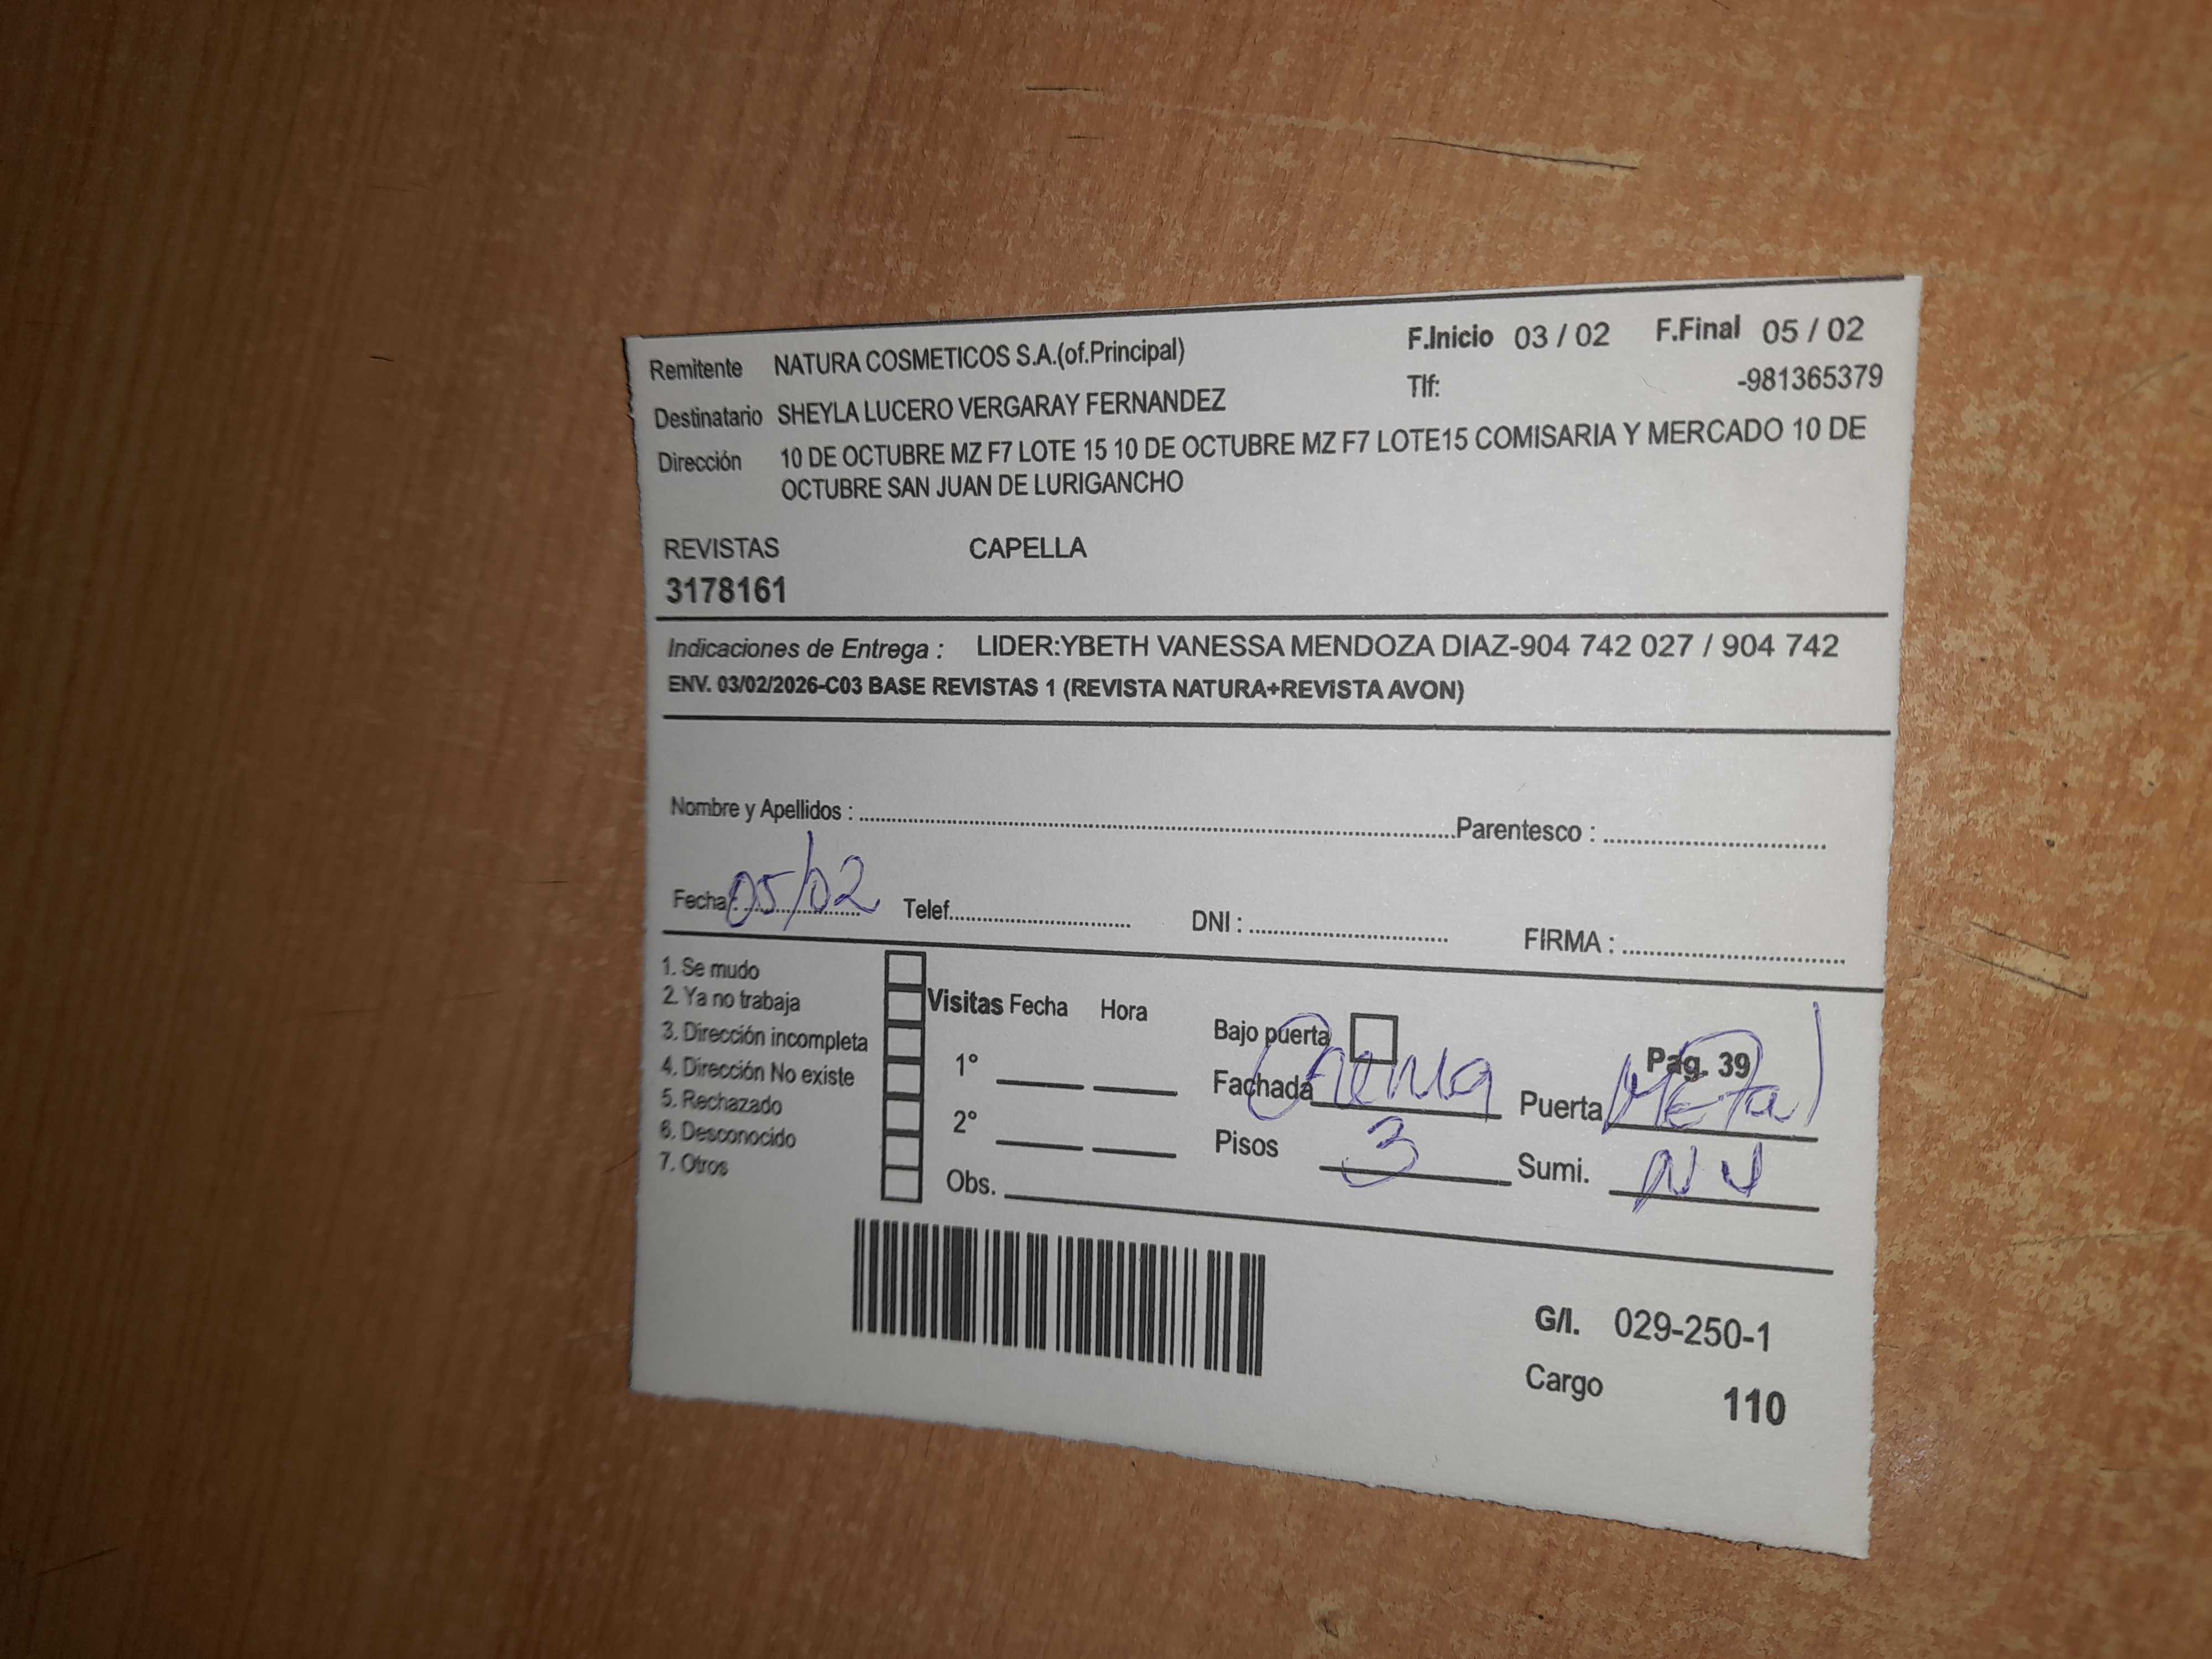 Remitente NATURA COSMETICOS S.A.(of.Principal) F.Inicio 03 / 02 F.Final 05 / 02
Destinatario SHEYLA LUCERO VERGARAY FERNANDEZ Tlf: -981365379
Dirección 10 DE OCTUBRE MZ F7 LOTE 15 10 DE OCTUBRE MZ F7 LOTE15 COMISARIA Y MERCADO 10 DE
OCTUBRE SAN JUAN DE LURIGANCHO
REVISTAS CAPELLA
3178161
Indicaciones de Entrega : LIDER:YBETH VANESSA MENDOZA DIAZ-904 742 027 / 904 742
ENV. 03/02/2026-C03 BASE REVISTAS 1 (REVISTA NATURA+REVISTA AVON)
Nombre y Apellidos : Parentesco :
Fecha: 05/02 Telef. DNI : FIRMA :
1. Se mudo
2. Ya no trabaja
3. Dirección incompleta
4. Dirección No existe
5. Rechazado
6. Desconocido
7. Otros
Visitas Fecha Hora
1°
2°
Obs.
Bajo puerta Pag. 39
Fachada Crema Puerta Metal
Pisos 3 Sumi. NV
G/I. 029-250-1
Cargo 110